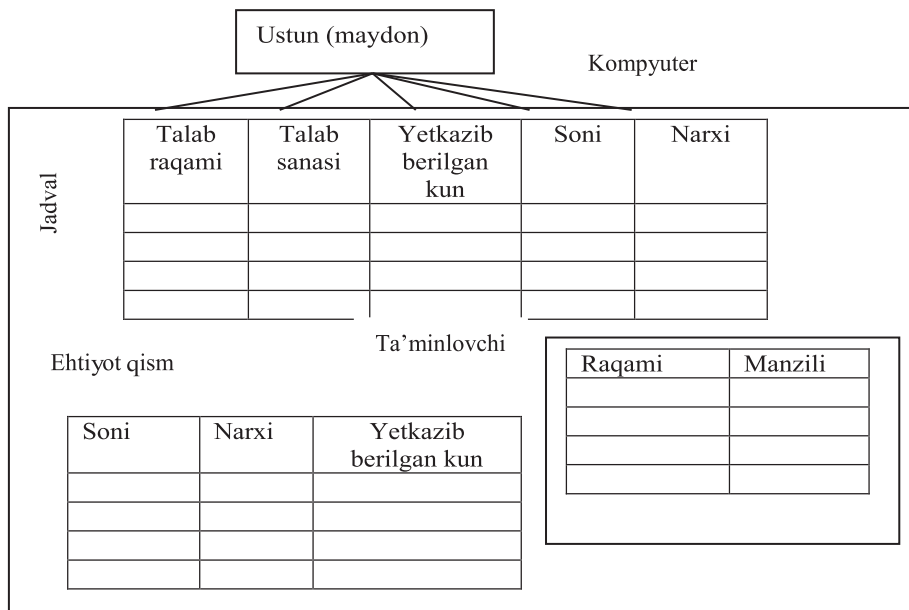 Ustun (maydon)
Kompyuter
Jadval
Talab raqami
Talab sanasi
Yetkazib berilgan kun
Soni
Narxi
Ta’minlovchi
Ehtiyot qism
Raqami
Manzili
Soni
Narxi
Yetkazib berilgan kun